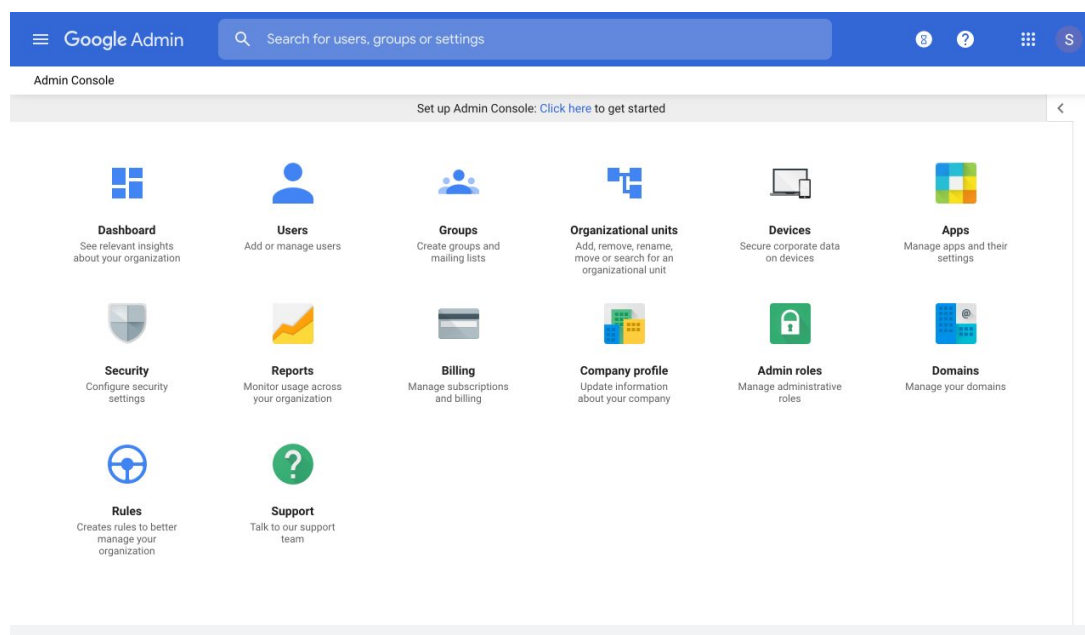 Google Admin
Search for users, groups or settings
8
?
S
Admin Console
Set up Admin Console: Click here to get started
Dashboard
See relevant insights
about your organization
Users
Add or manage users
Groups
Create groups and
mailing lists
Organizational units
Add, remove, rename,
move or search for an
organizational unit
Devices
Secure corporate data
on devices
Apps
Manage apps and their
settings
Security
Configure security
settings
Reports
Monitor usage across
your organization
Billing
Manage subscriptions
and billing
Company profile
Update information
about your company
Admin roles
Manage administrative
roles
@
Domains
Manage your domains
Rules
Creates rules to better
manage your
organization
?
Support
Talk to our support
team